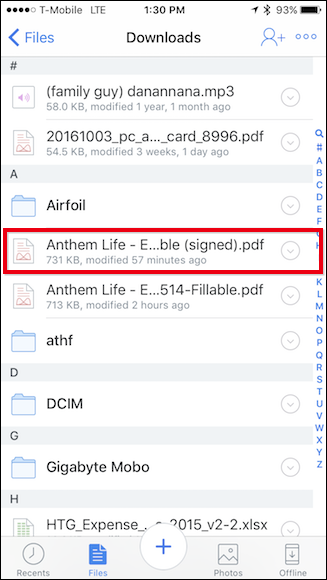 T-Mobile LTE 1:30 PM 93%
Files Downloads
#
(family guy) danannana.mp3
58.0 KB, modified 1 year, 1 month ago
20161003_pc_a..._card_8996.pdf
54.5 KB, modified 3 weeks, 1 day ago
A
Airfoil
Anthem Life - E...ble (signed).pdf
731 KB, modified 57 minutes ago
Anthem Life - E...514-Fillable.pdf
713 KB, modified 2 hours ago
athf
D
DCIM
G
Gigabyte Mobo
H
HTG_Expense_..._2015_v2-2.xlsx
#
A
B
C
D
E
F
G
H
K
L
M
N
O
P
Q
R
S
T
U
V
W
X
Y
Z
Recents
Files
Photos
Offline